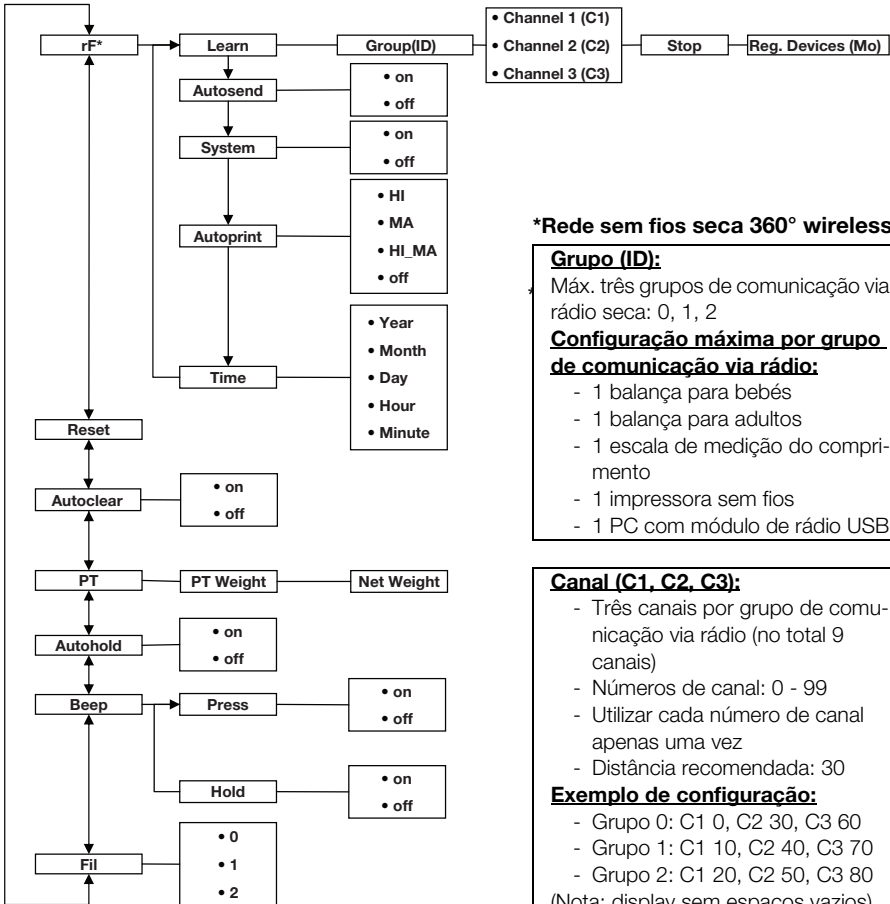 rF*
Learn
Group(ID)
• Channel 1 (C1)
• Channel 2 (C2)
• Channel 3 (C3)
Stop
Reg. Devices (Mo)
Autosend
• on
• off
System
• on
• off
Autoprint
• HI
• MA
• HI_MA
• off
Time
• Year
• Month
• Day
• Hour
• Minute
Reset
Autoclear
• on
• off
PT
PT Weight
Net Weight
Autohold
• on
• off
Beep
Press
• on
• off
Hold
• on
• off
Fil
• 0
• 1
• 2
*Rede sem fios seca 360° wireless
Grupo (ID):
*
Máx. três grupos de comunicação via
rádio seca: 0, 1, 2
Configuração máxima por grupo
de comunicação via rádio:
- 1 balança para bebés
- 1 balança para adultos
- 1 escala de medição do compri-
mento
- 1 impressora sem fios
- 1 PC com módulo de rádio USB
Canal (C1, C2, C3):
- Três canais por grupo de comu-
nicação via rádio (no total 9
canais)
- Números de canal: 0 - 99
- Utilizar cada número de canal
apenas uma vez
- Distância recomendada: 30
Exemplo de configuração:
- Grupo 0: C1 0, C2 30, C3 60
- Grupo 1: C1 10, C2 40, C3 70
- Grupo 2: C1 20, C2 50, C3 80
(Nota: display sem espaços vazios)